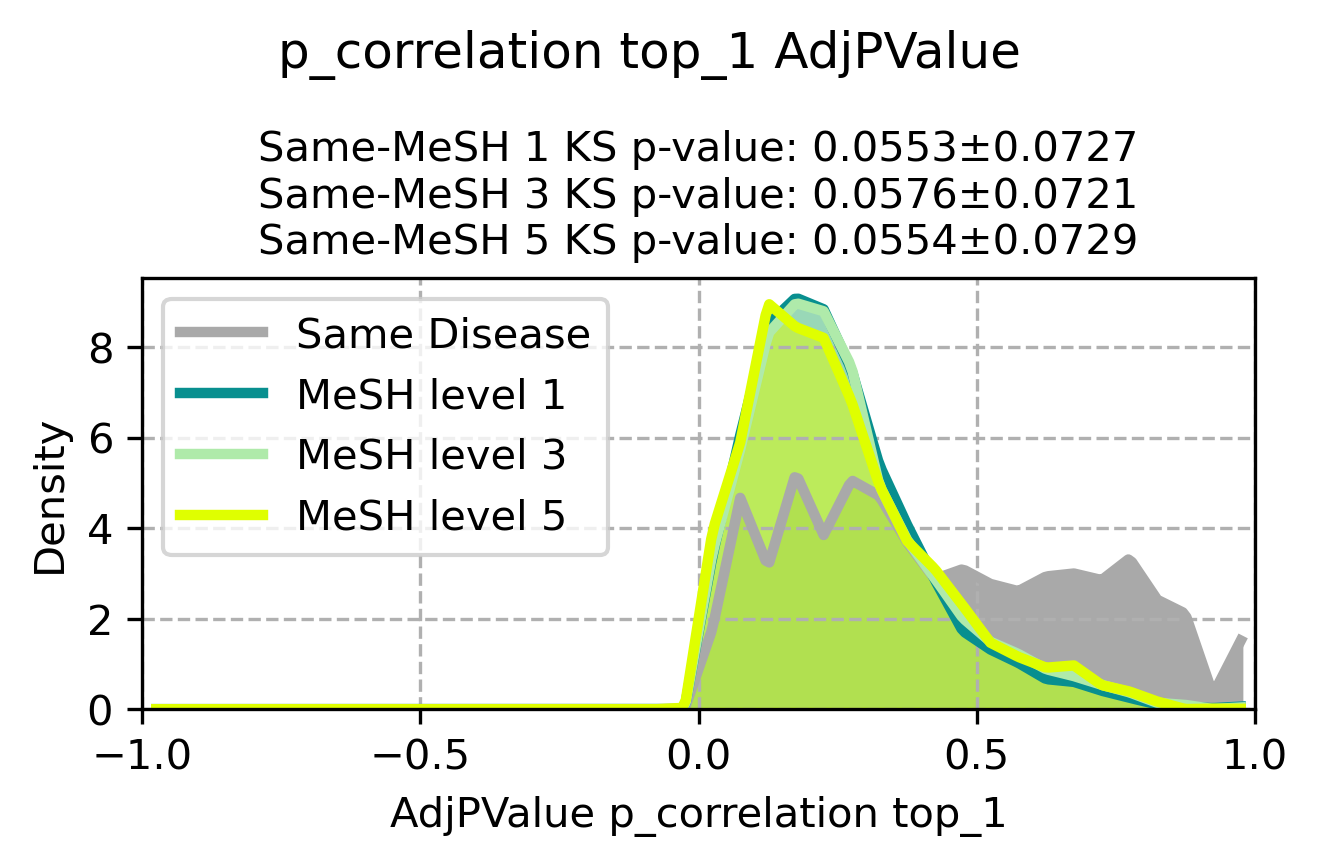 p_correlation top_1 AdjPValue
Same-MeSH 1 KS p-value: 0.0553±0.0727
Same-MeSH 3 KS p-value: 0.0576±0.0721
Same-MeSH 5 KS p-value: 0.0554±0.0729
Same Disease
MeSH level 1
MeSH level 3
MeSH level 5
Density
8
6
4
2
0
−1.0
−0.5
0.0
0.5
1.0
AdjPValue p_correlation top_1